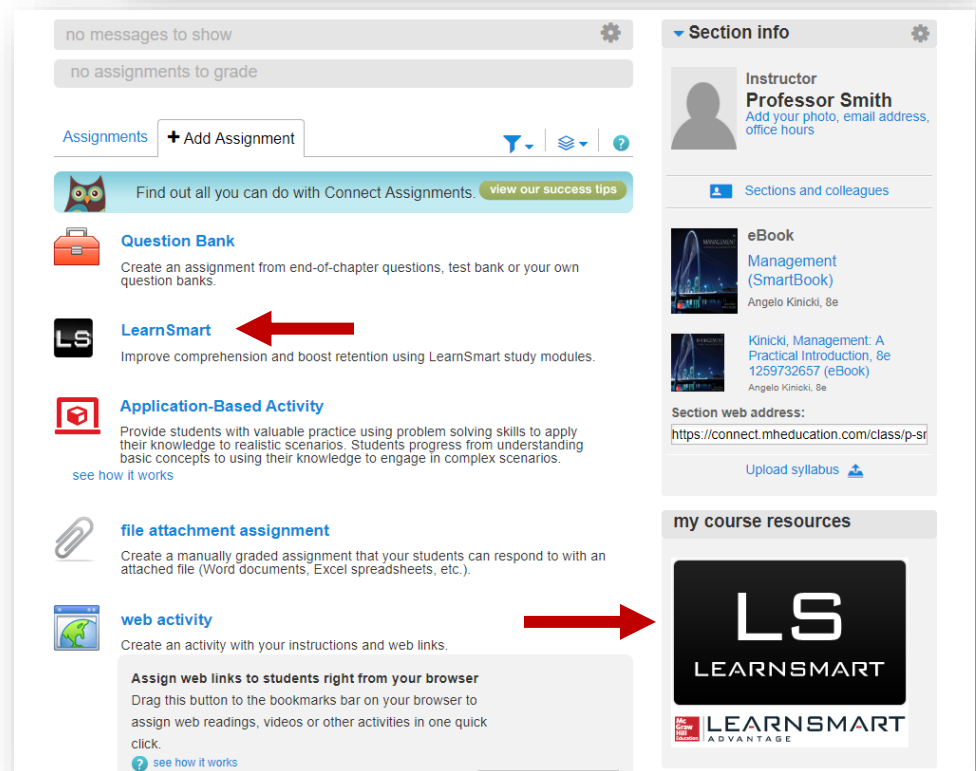 no messages to show
no assignments to grade
Assignments
+ Add Assignment
?
Find out all you can do with Connect Assignments.
view our success tips
Question Bank
Create an assignment from end-of-chapter questions, test bank or your own
question banks.
LS
LearnSmart
Improve comprehension and boost retention using LearnSmart study modules.
Application-Based Activity
Provide students with valuable practice using problem solving skills to apply
their knowledge to realistic scenarios. Students progress from understanding
basic concepts to using their knowledge to engage in complex scenarios.
see how it works
file attachment assignment
Create a manually graded assignment that your students can respond to with an
attached file (Word documents, Excel spreadsheets, etc.).
web activity
Create an activity with your instructions and web links.
Assign web links to students right from your browser
Drag this button to the bookmarks bar on your browser to
assign web readings, videos or other activities in one quick
click.
? see how it works
Section info
Instructor
Professor Smith
Add your photo, email address,
office hours
Sections and colleagues
MANAGEMENT
eBook
Management
(SmartBook)
Angelo Kinicki, 8e
Kinicki, Management: A
Practical Introduction, 8e
1259732657 (eBook)
Angelo Kinicki, 8e
Section web address:
https://connect.mheducation.com/class/p-sr
Upload syllabus
my course resources
LS
LEARNSMART
Mc
Graw
Hill
Education
LEARNSMART
ADVANTAGE